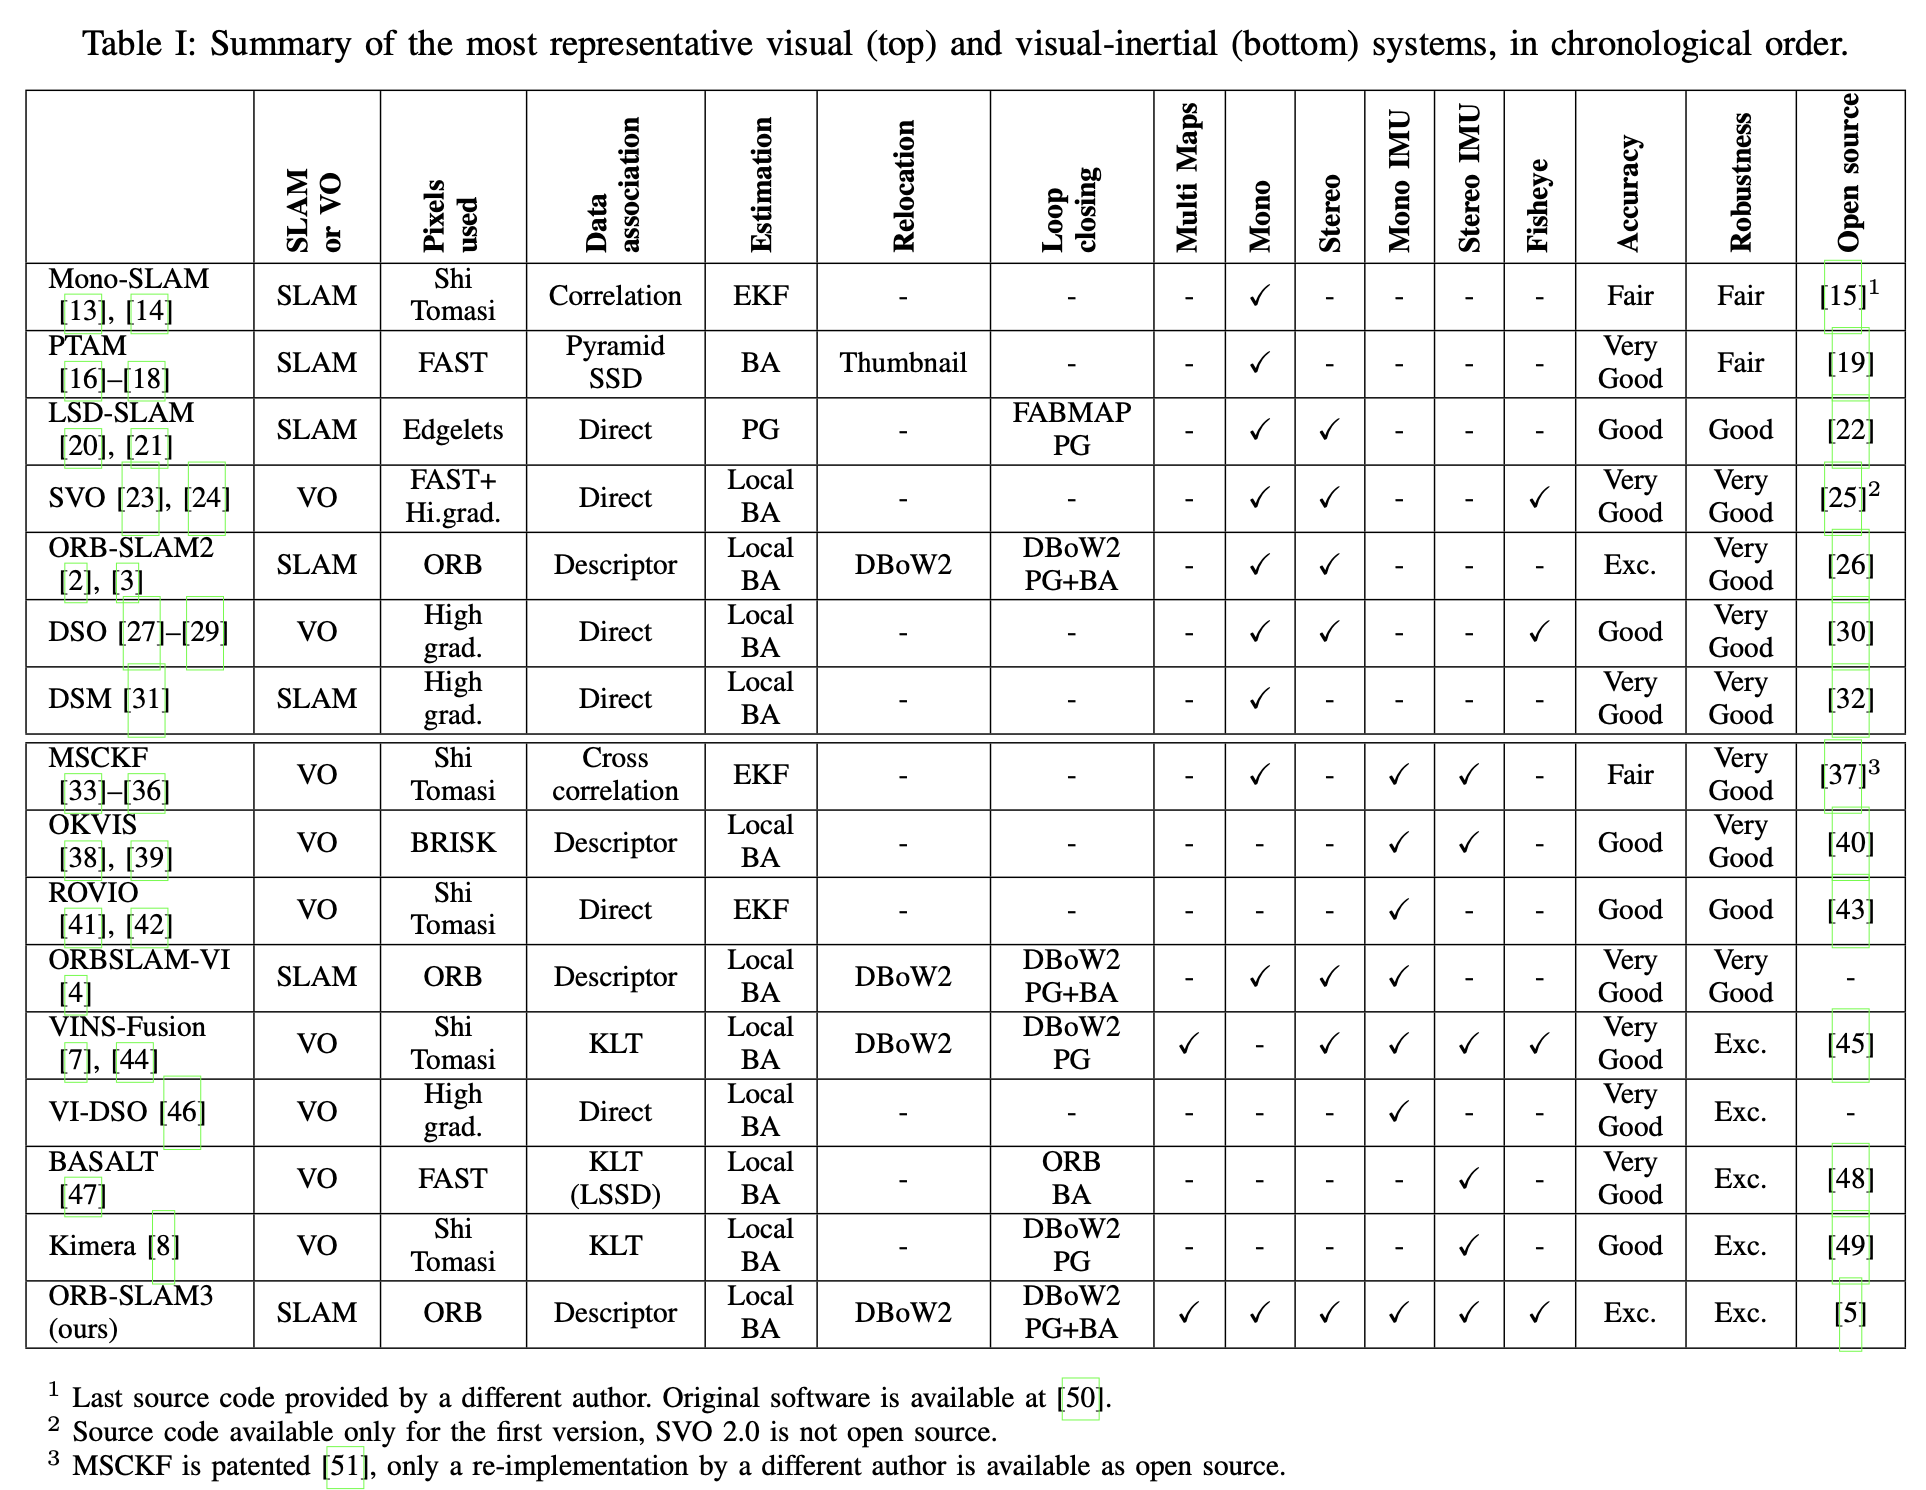 Table I: Summary of the most representative visual (top) and visual-inertial (bottom) systems, in chronological order.
SLAM or VO | Pixels used | Data association | Estimation | Relocation | Loop closing | Multi Maps | Mono | Stereo | Mono IMU | Stereo IMU | Fisheye | Accuracy | Robustness | Open source
Mono-SLAM [13], [14] | SLAM | Shi Tomasi | Correlation | EKF | - | - | - | ✓ | - | - | - | - | Fair | Fair | [15]¹
PTAM [16]–[18] | SLAM | FAST | Pyramid SSD | BA | Thumbnail | - | - | ✓ | - | - | - | - | Very Good | Fair | [19]
LSD-SLAM [20], [21] | SLAM | Edgelets | Direct | PG | - | FABMAP PG | - | ✓ | ✓ | - | - | - | Good | Good | [22]
SVO [23], [24] | VO | FAST+ Hi.grad. | Direct | Local BA | - | - | - | ✓ | ✓ | - | - | ✓ | Very Good | Very Good | [25]²
ORB-SLAM2 [2], [3] | SLAM | ORB | Descriptor | Local BA | DBoW2 | DBoW2 PG+BA | - | ✓ | ✓ | - | - | - | Exc. | Very Good | [26]
DSO [27]–[29] | VO | High grad. | Direct | Local BA | - | - | - | ✓ | ✓ | - | - | ✓ | Good | Very Good | [30]
DSM [31] | SLAM | High grad. | Direct | Local BA | - | - | - | ✓ | - | - | - | - | Very Good | Very Good | [32]
MSCKF [33]–[36] | VO | Shi Tomasi | Cross correlation | EKF | - | - | - | ✓ | - | ✓ | ✓ | - | Fair | Very Good | [37]³
OKVIS [38], [39] | VO | BRISK | Descriptor | Local BA | - | - | - | - | - | ✓ | ✓ | - | Good | Very Good | [40]
ROVIO [41], [42] | VO | Shi Tomasi | Direct | EKF | - | - | - | - | - | ✓ | - | - | Good | Good | [43]
ORBSLAM-VI [4] | SLAM | ORB | Descriptor | Local BA | DBoW2 | DBoW2 PG+BA | - | ✓ | ✓ | ✓ | - | - | Very Good | Very Good | -
VINS-Fusion [7], [44] | VO | Shi Tomasi | KLT | Local BA | DBoW2 | DBoW2 PG | ✓ | - | ✓ | ✓ | ✓ | ✓ | Very Good | Exc. | [45]
VI-DSO [46] | VO | High grad. | Direct | Local BA | - | - | - | - | - | ✓ | - | - | Very Good | Exc. | -
BASALT [47] | VO | FAST | KLT (LSSD) | Local BA | - | ORB BA | - | - | - | - | ✓ | - | Very Good | Exc. | [48]
Kimera [8] | VO | Shi Tomasi | KLT | Local BA | - | DBoW2 PG | - | - | - | - | ✓ | - | Good | Exc. | [49]
ORB-SLAM3 (ours) | SLAM | ORB | Descriptor | Local BA | DBoW2 | DBoW2 PG+BA | ✓ | ✓ | ✓ | ✓ | ✓ | ✓ | Exc. | Exc. | [5]
¹ Last source code provided by a different author. Original software is available at [50].
² Source code available only for the first version, SVO 2.0 is not open source.
³ MSCKF is patented [51], only a re-implementation by a different author is available as open source.